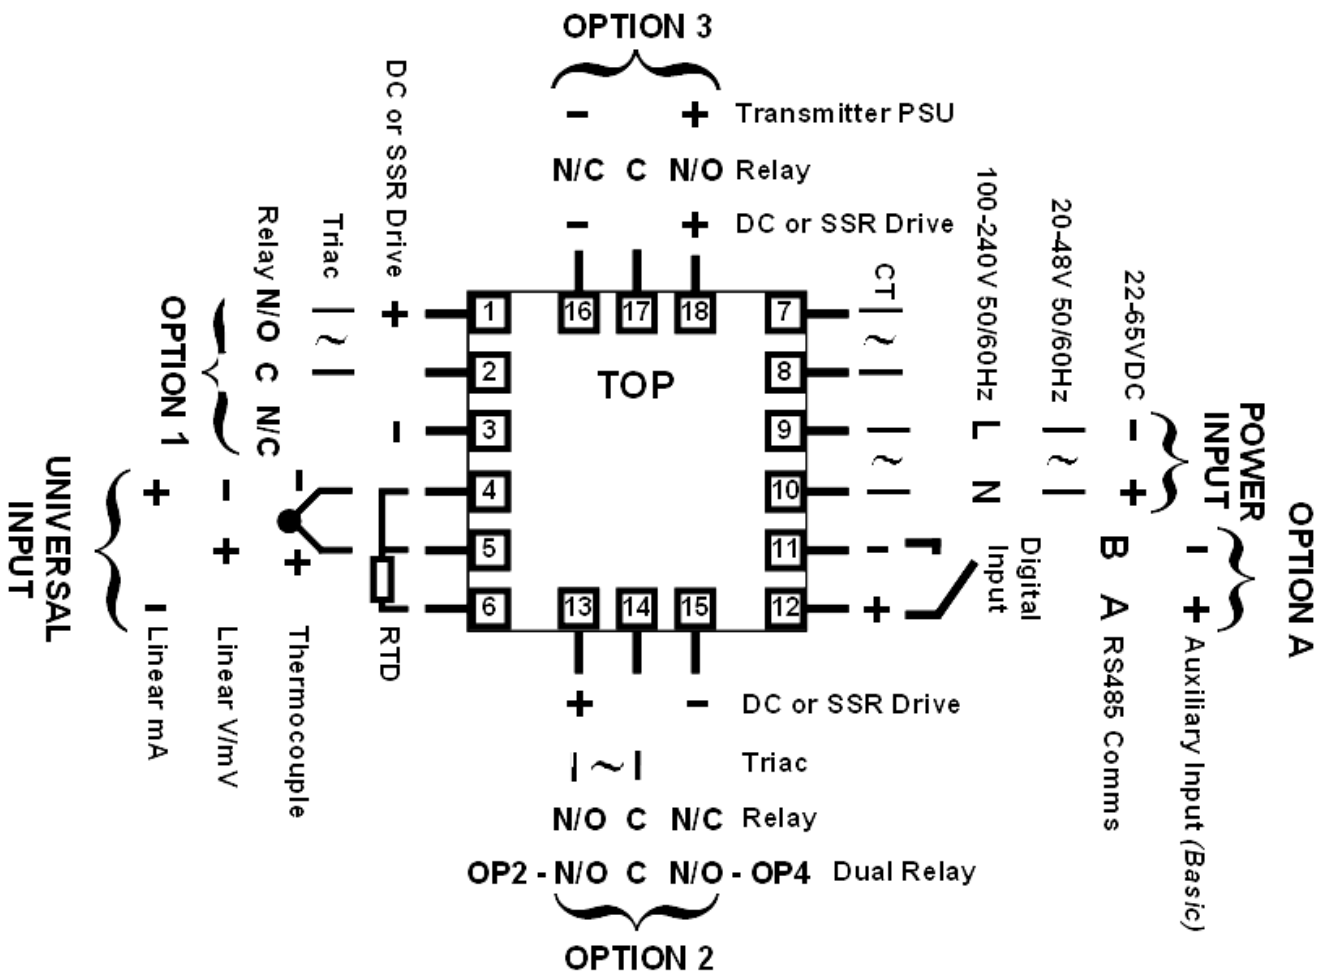 OPTION 3
- + Transmitter PSU
N/C C N/O Relay
- + DC or SSR Drive
DC or SSR Drive
+
-
Triac
~
Relay N/O C N/C
OPTION 1
UNIVERSAL
INPUT
+ - Linear mA
- + Linear V/mV
- + Thermocouple
RTD
1
2
3
4
5
6
16 17 18
TOP
13 14 15
7
8
9
10
11
12
CT
~
~
100-240V 50/60Hz L N
20-48V 50/60Hz
~
22-65VDC - +
POWER
INPUT
OPTION A
- +
Digital
Input
B A RS485 Comms
- + Auxiliary Input (Basic)
+ - DC or SSR Drive
~ Triac
N/O C N/C Relay
OP2 - N/O C N/O - OP4 Dual Relay
OPTION 2